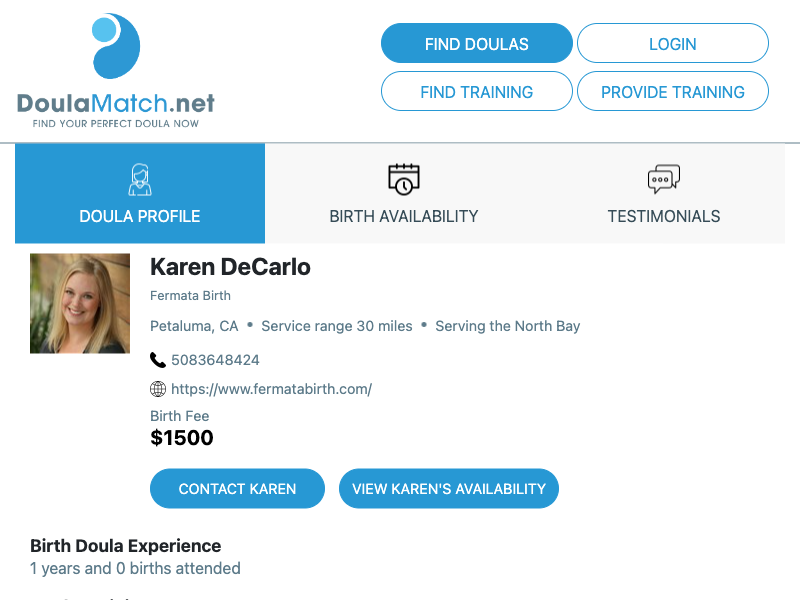 DoulaMatch.net
FIND YOUR PERFECT DOULA NOW
FIND DOULAS
LOGIN
FIND TRAINING
PROVIDE TRAINING
DOULA PROFILE
BIRTH AVAILABILITY
TESTIMONIALS
Karen DeCarlo
Fermata Birth
Petaluma, CA • Service range 30 miles • Serving the North Bay
5083648424
https://www.fermatabirth.com/
Birth Fee
$1500
CONTACT KAREN
VIEW KAREN'S AVAILABILITY
Birth Doula Experience
1 years and 0 births attended